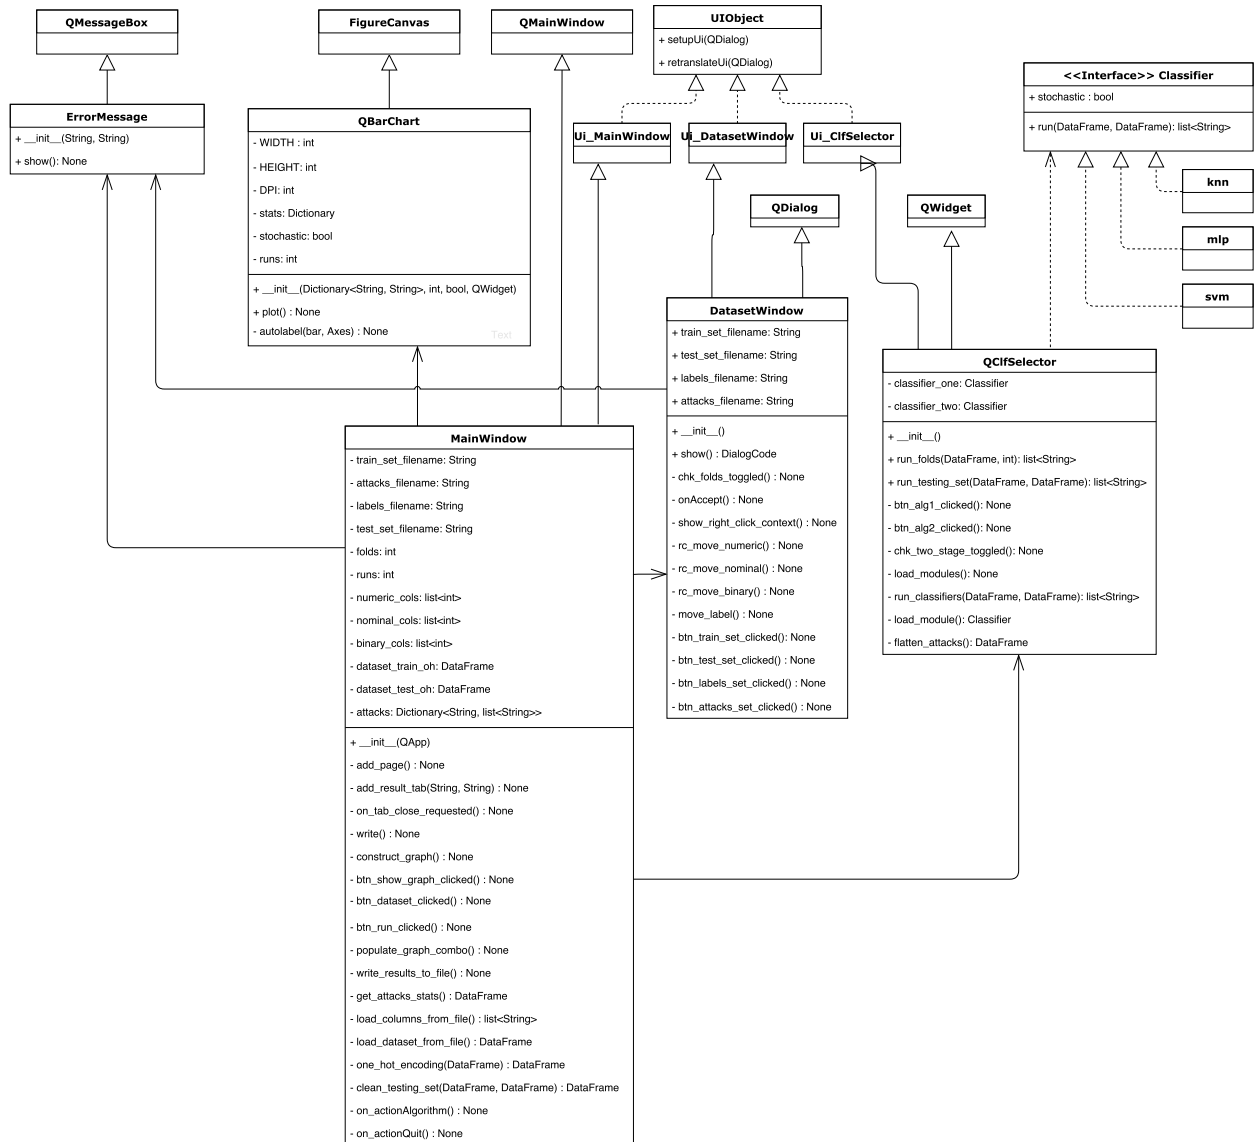 QMessageBox
FigureCanvas
QMainWindow
UIObject
+ setupUi(QDialog)
+ retranslateUi(QDialog)
<<Interface>> Classifier
+ stochastic : bool
+ run(DataFrame, DataFrame): list<String>
ErrorMessage
+ __init__(String, String)
+ show(): None
QBarChart
- WIDTH : int
- HEIGHT: int
- DPI: int
- stats: Dictionary
- stochastic: bool
- runs: int
+ __init__(Dictionary<String, String>, int, bool, QWidget)
+ plot() : None
- autolabel(bar, Axes) : None
Text
Ui_MainWindow
Ui_DatasetWindow
Ui_ClfSelector
knn
mlp
svm
QDialog
QWidget
DatasetWindow
+ train_set_filename: String
+ test_set_filename: String
+ labels_filename: String
+ attacks_filename: String
+ __init__()
+ show() : DialogCode
- chk_folds_toggled() : None
- onAccept() : None
- show_right_click_context() : None
- rc_move_numeric() : None
- rc_move_nominal() : None
- rc_move_binary() : None
- move_label() : None
- btn_train_set_clicked() : None
- btn_test_set_clicked() : None
- btn_labels_set_clicked() : None
- btn_attacks_set_clicked() : None
QClfSelector
- classifier_one: Classifier
- classifier_two: Classifier
+ __init__()
+ run_folds(DataFrame, int): list<String>
+ run_testing_set(DataFrame, DataFrame): list<String>
- btn_alg1_clicked(): None
- btn_alg2_clicked(): None
- chk_two_stage_toggled(): None
- load_modules(): None
- run_classifiers(DataFrame, DataFrame): list<String>
- load_module(): Classifier
- flatten_attacks(): DataFrame
MainWindow
- train_set_filename: String
- attacks_filename: String
- labels_filename: String
- test_set_filename: String
- folds: int
- runs: int
- numeric_cols: list<int>
- nominal_cols: list<int>
- binary_cols: list<int>
- dataset_train_oh: DataFrame
- dataset_test_oh: DataFrame
- attacks: Dictionary<String, list<String>>
+ __init__(QApp)
- add_page() : None
- add_result_tab(String, String) : None
- on_tab_close_requested() : None
- write() : None
- construct_graph() : None
- btn_show_graph_clicked() : None
- btn_dataset_clicked() : None
- btn_run_clicked() : None
- populate_graph_combo() : None
- write_results_to_file() : None
- get_attacks_stats() : DataFrame
- load_columns_from_file() : list<String>
- load_dataset_from_file() : DataFrame
- one_hot_encoding(DataFrame) : DataFrame
- clean_testing_set(DataFrame, DataFrame) : DataFrame
- on_actionAlgorithm() : None
- on_actionQuit() : None